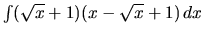 ∫(√x + 1)(x − √x + 1) dx